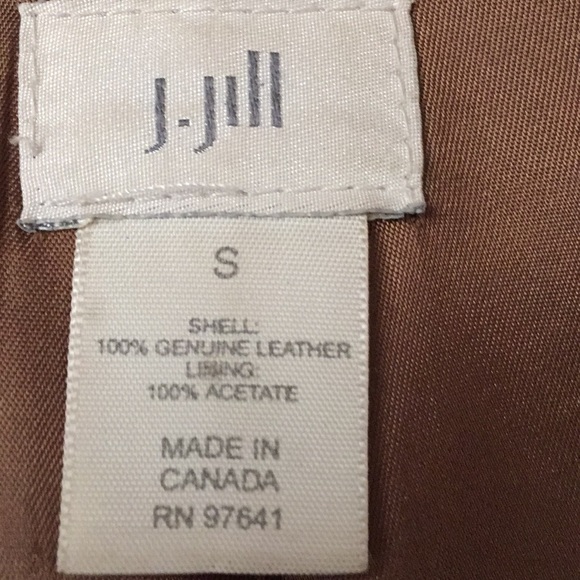 J.Jill
S
SHELL:
100% GENUINE LEATHER
LINING:
100% ACETATE
MADE IN
CANADA
RN 97641